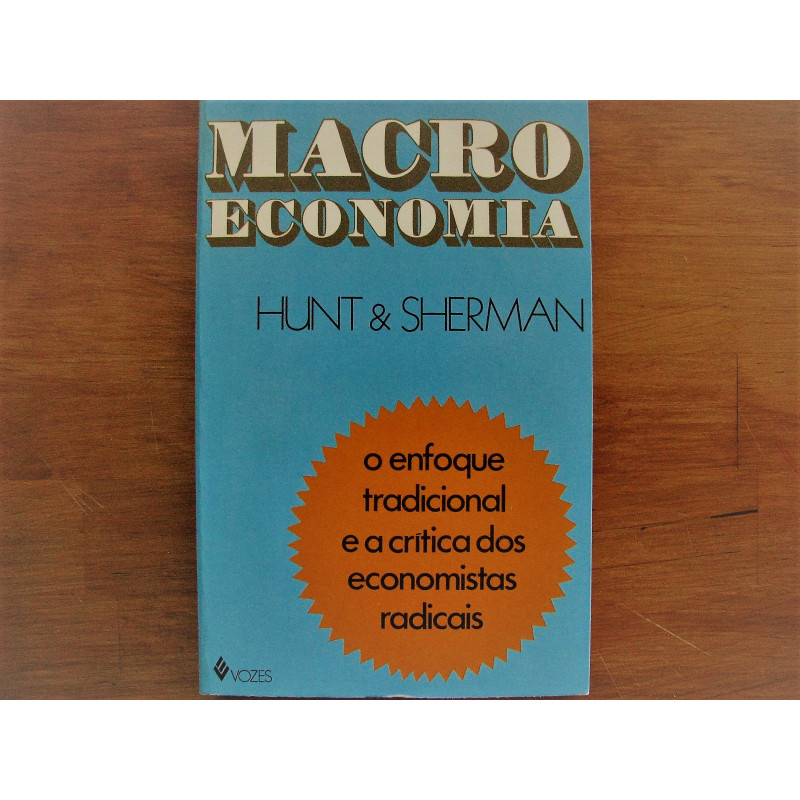 MACRO
ECONOMIA
HUNT & SHERMAN
o enfoque
tradicional
e a crítica dos
economistas
radicais
VOZES